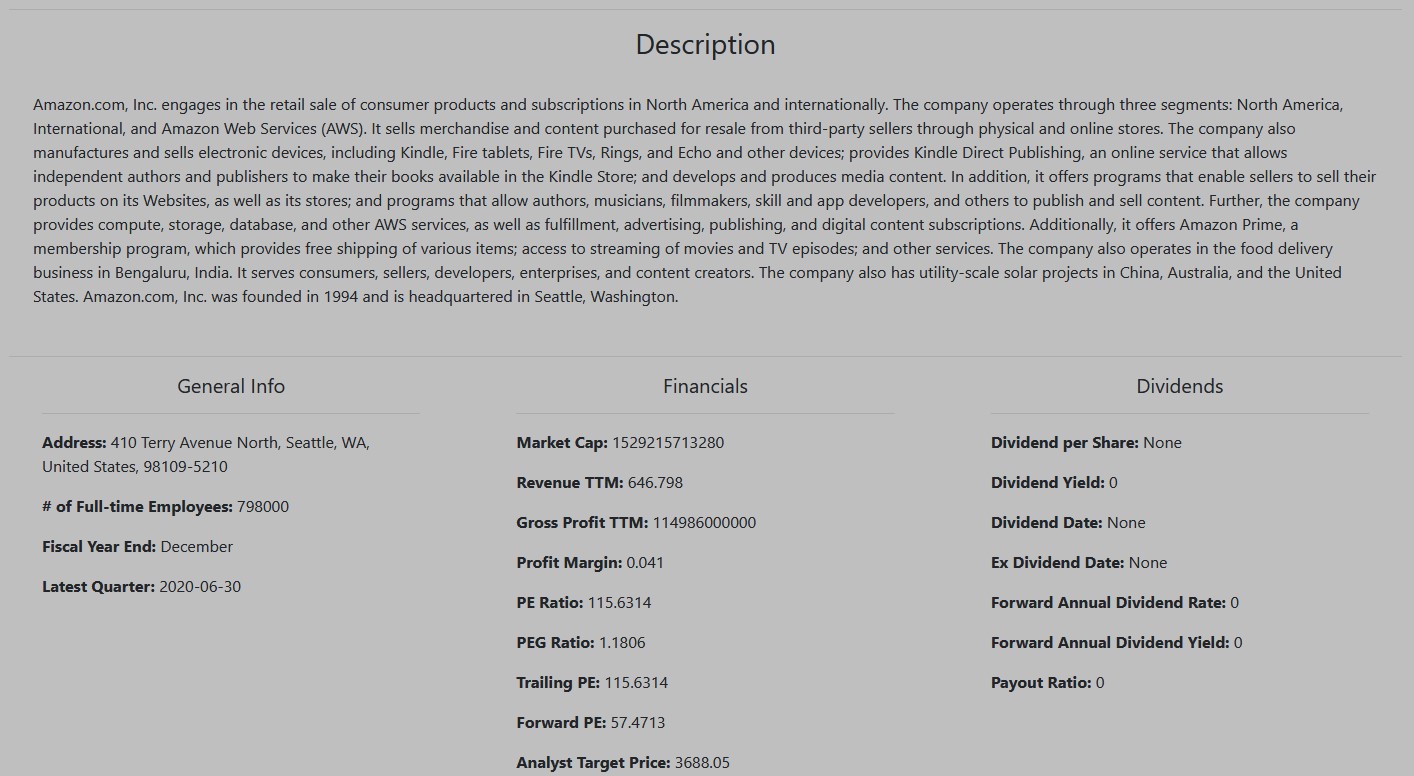 Description
Amazon.com, Inc. engages in the retail sale of consumer products and subscriptions in North America and internationally. The company operates through three segments: North America,
International, and Amazon Web Services (AWS). It sells merchandise and content purchased for resale from third-party sellers through physical and online stores. The company also
manufactures and sells electronic devices, including Kindle, Fire tablets, Fire TVs, Rings, and Echo and other devices; provides Kindle Direct Publishing, an online service that allows
independent authors and publishers to make their books available in the Kindle Store; and develops and produces media content. In addition, it offers programs that enable sellers to sell their
products on its Websites, as well as its stores; and programs that allow authors, musicians, filmmakers, skill and app developers, and others to publish and sell content. Further, the company
provides compute, storage, database, and other AWS services, as well as fulfillment, advertising, publishing, and digital content subscriptions. Additionally, it offers Amazon Prime, a
membership program, which provides free shipping of various items; access to streaming of movies and TV episodes; and other services. The company also operates in the food delivery
business in Bengaluru, India. It serves consumers, sellers, developers, enterprises, and content creators. The company also has utility-scale solar projects in China, Australia, and the United
States. Amazon.com, Inc. was founded in 1994 and is headquartered in Seattle, Washington.
General Info
Address: 410 Terry Avenue North, Seattle, WA,
United States, 98109-5210
# of Full-time Employees: 798000
Fiscal Year End: December
Latest Quarter: 2020-06-30
Financials
Market Cap: 1529215713280
Revenue TTM: 646.798
Gross Profit TTM: 114986000000
Profit Margin: 0.041
PE Ratio: 115.6314
PEG Ratio: 1.1806
Trailing PE: 115.6314
Forward PE: 57.4713
Analyst Target Price: 3688.05
Dividends
Dividend per Share: None
Dividend Yield: 0
Dividend Date: None
Ex Dividend Date: None
Forward Annual Dividend Rate: 0
Forward Annual Dividend Yield: 0
Payout Ratio: 0